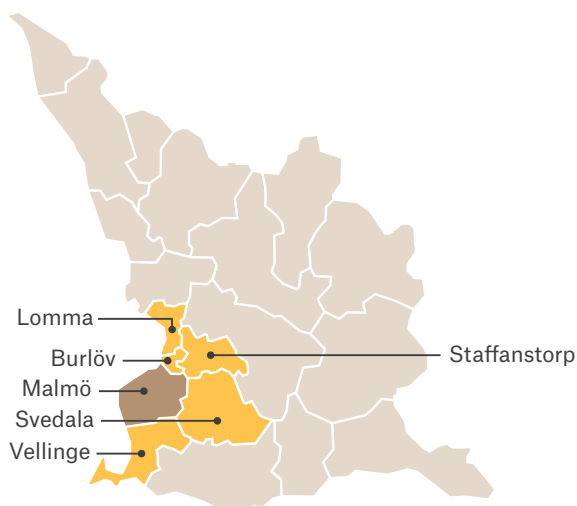 Lomma
Burlöv
Malmö
Svedala
Vellinge
Staffanstorp